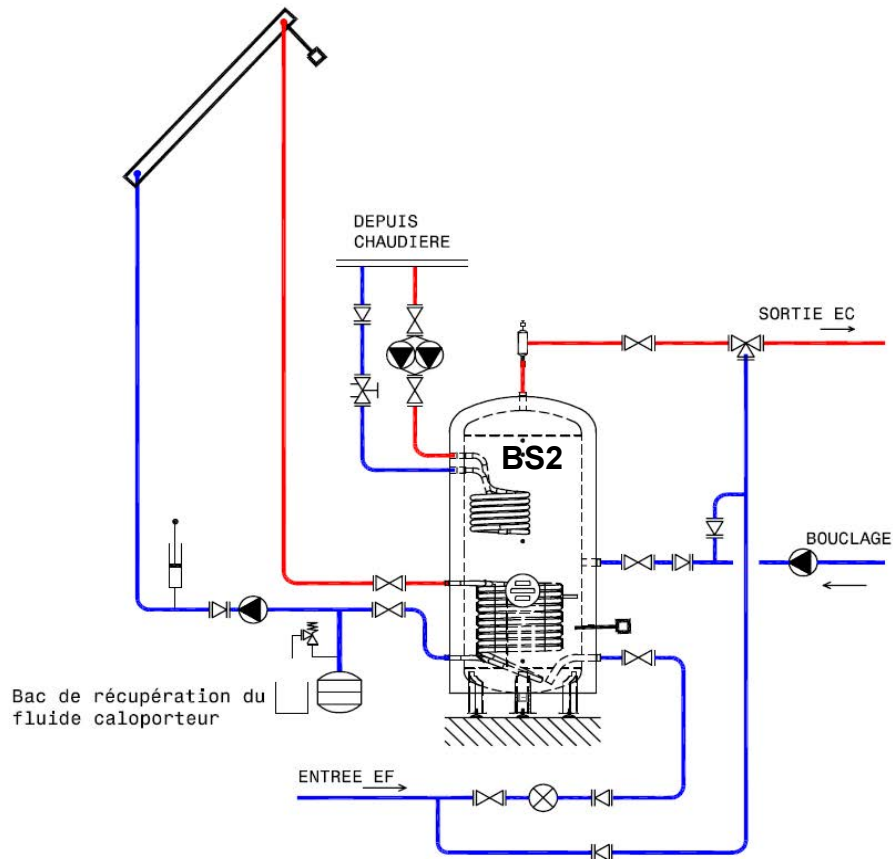 DEPUIS
CHAUDIERE
SORTIE EC
BS2
BOUCLAGE
Bac de récupération du
fluide caloporteur
ENTREE EF